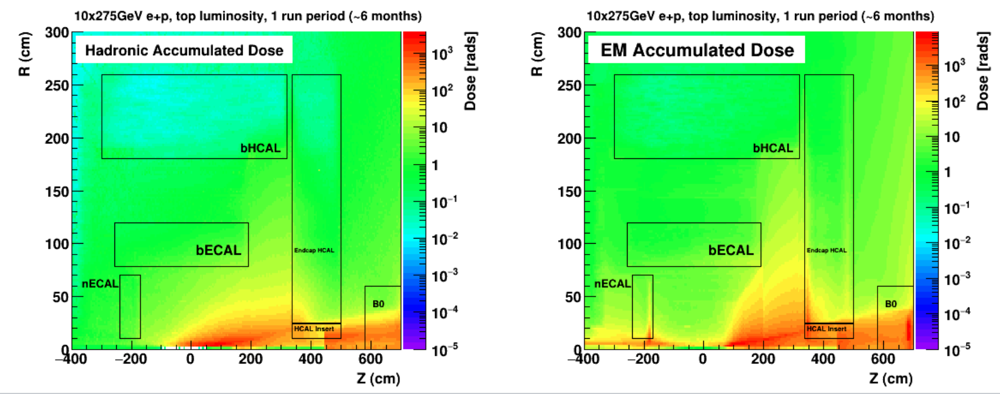 10x275GeV e+p, top luminosity, 1 run period (~6 months)
R (cm)
300
250
200
150
100
50
0
Hadronic Accumulated Dose
bHCAL
bECAL
nECAL
Endcap HCAL
HCAL Insert
B0
−400
−200
0
200
400
600
Z (cm)
10³
10²
10
1
10⁻¹
10⁻²
10⁻³
10⁻⁴
10⁻⁵
Dose [rads]
10x275GeV e+p, top luminosity, 1 run period (~6 months)
R (cm)
300
250
200
150
100
50
0
EM Accumulated Dose
bHCAL
bECAL
nECAL
Endcap HCAL
HCAL Insert
B0
−400
−200
0
200
400
600
Z (cm)
10³
10²
10
1
10⁻¹
10⁻²
10⁻³
10⁻⁴
10⁻⁵
Dose [rads]